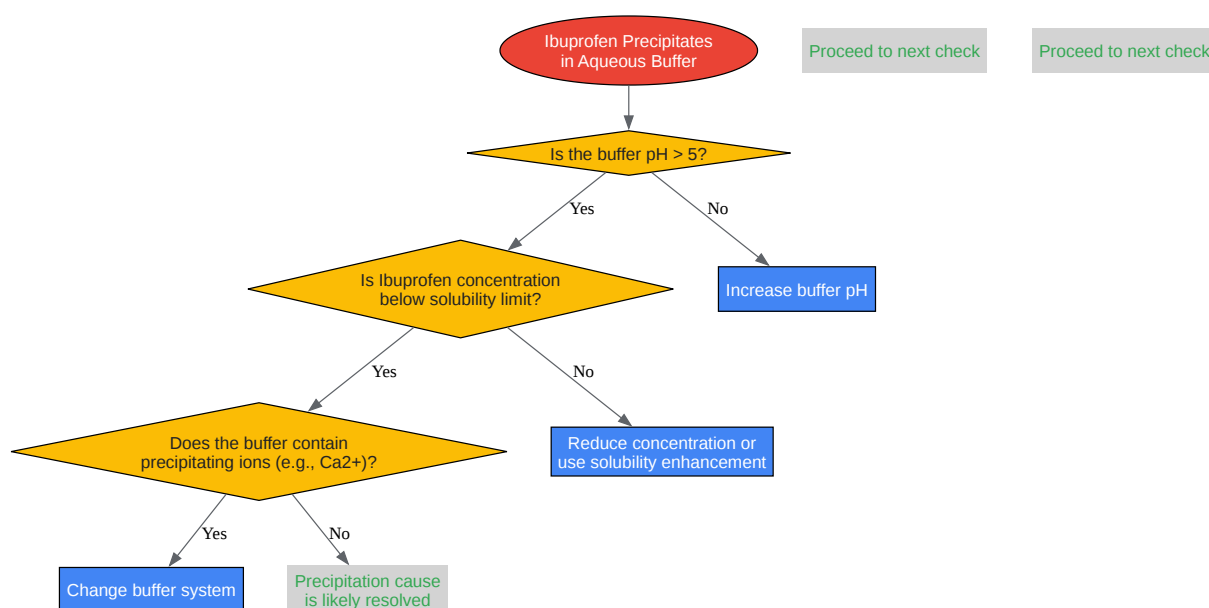 Ibuprofen Precipitates
in Aqueous Buffer
Proceed to next check
Proceed to next check
Is the buffer pH > 5?
Yes
No
Is Ibuprofen concentration
below solubility limit?
Increase buffer pH
Yes
No
Does the buffer contain
precipitating ions (e.g., Ca2+)?
Reduce concentration or
use solubility enhancement
Yes
No
Change buffer system
Precipitation cause
is likely resolved